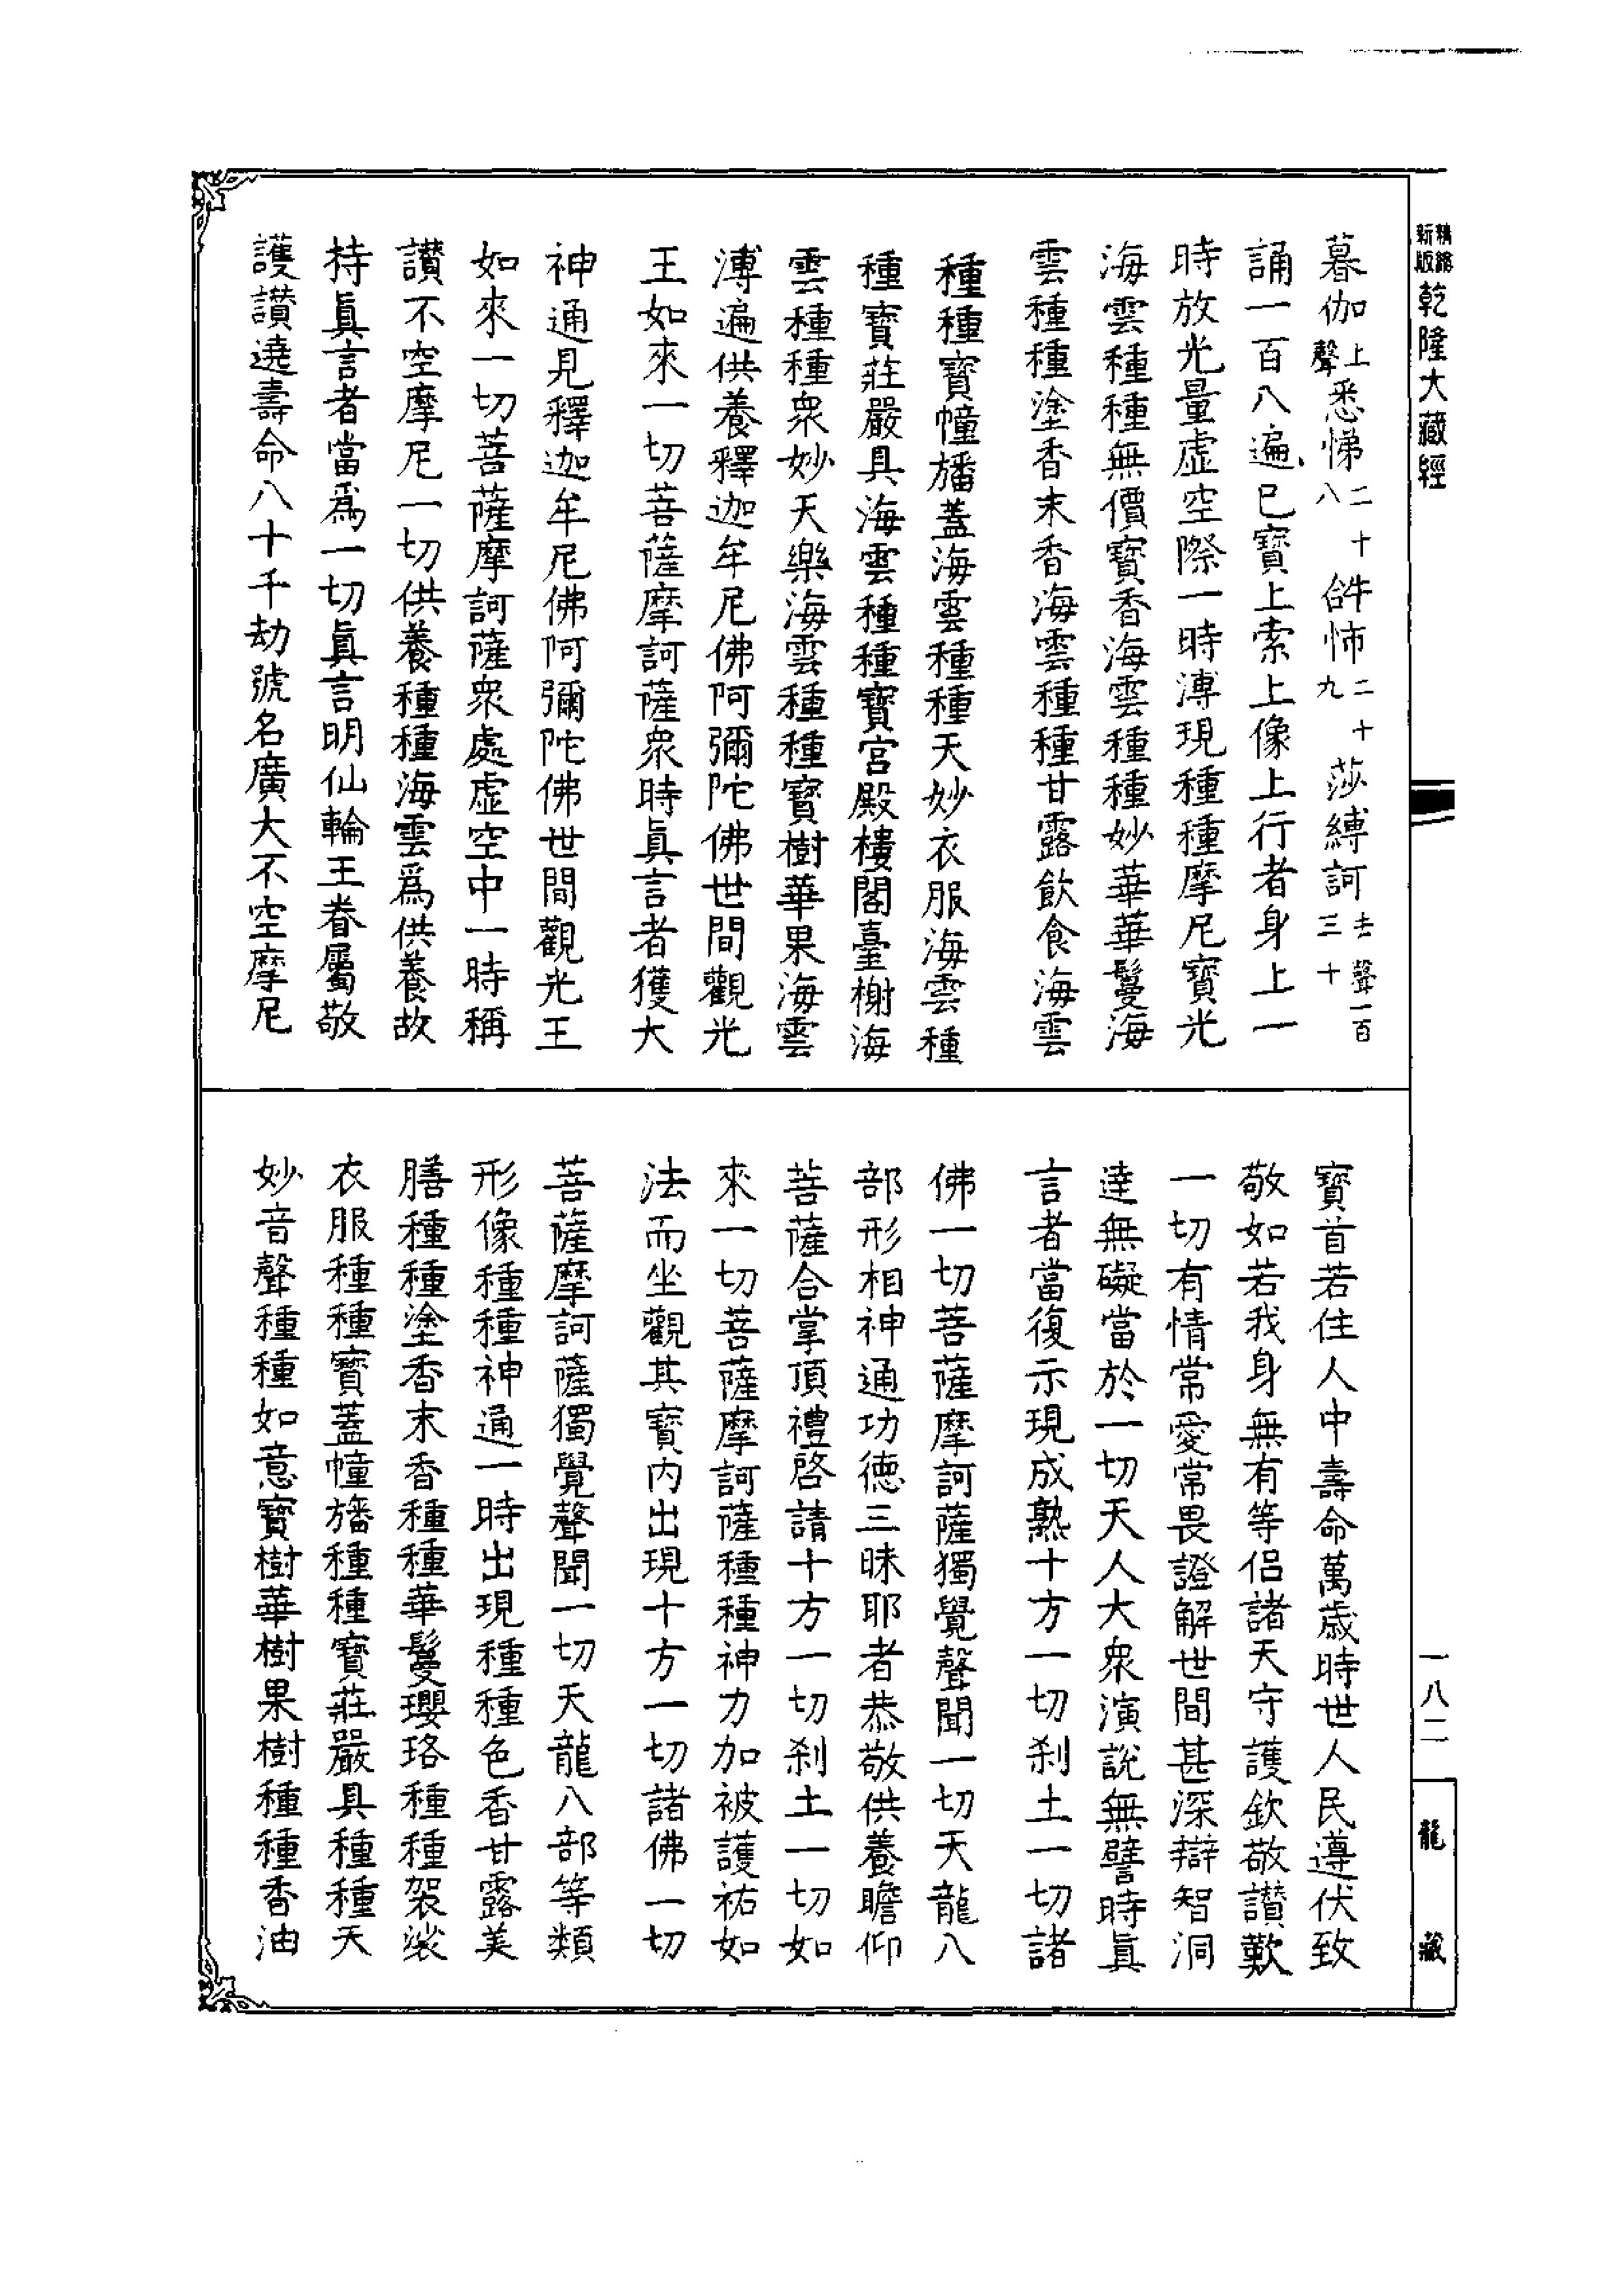 精縮新版乾隆大藏經
暮伽上聲悉悌二十八𤙖怖二十九莎縛訶去聲一百三十
誦一百八遍已寶上索上像上行者身上一
時放光量虛空際一時溥現種種摩尼寶光
海雲種種無價寶香海雲種種妙華華鬘海
雲種種塗香末香海雲種種甘露飲食海雲
種種寶幢旛蓋海雲種種天妙衣服海雲種
種寶莊嚴具海雲種種寶宮殿樓閣臺榭海
雲種種衆妙天樂海雲種種寶樹華果海雲
溥遍供養釋迦牟尼佛阿彌陀佛世間觀光
王如來一切菩薩摩訶薩衆時眞言者獲大
神通見釋迦牟尼佛阿彌陀佛世間觀光王
如來一切菩薩摩訶薩衆處虛空中一時稱
讃不空摩尼一切供養種種海雲爲供養故
持眞言者當爲一切眞言明仙輪王眷屬敬
護讃遶壽命八十千劫號名廣大不空摩尼
寶首若住人中壽命萬歲時世人民遵伏致
敬如若我身無有等侶諸天守護欽敬讃歎
一切有情常愛常畏證解世間甚深辯智洞
達無礙當於一切天人大衆演說無譬時眞
言者當復示現成熟十方一切刹土一切諸
佛一切菩薩摩訶薩獨覺聲聞一切天龍八
部形相神通功德三昧耶者恭敬供養瞻仰
菩薩合掌頂禮啓請十方一切刹土一切如
來一切菩薩摩訶薩種種神力加被護祐如
法而坐觀其寶内出現十方一切諸佛一切
菩薩摩訶薩獨覺聲聞一切天龍八部等類
形像種種神通一時出現種種色香甘露美
膳種種塗香末香種種華鬘瓔珞種種袈裟
衣服種種寶蓋幢旛種種寶莊嚴具種種天
妙音聲種種如意寶樹華樹果樹種種香油
一八二
龍藏